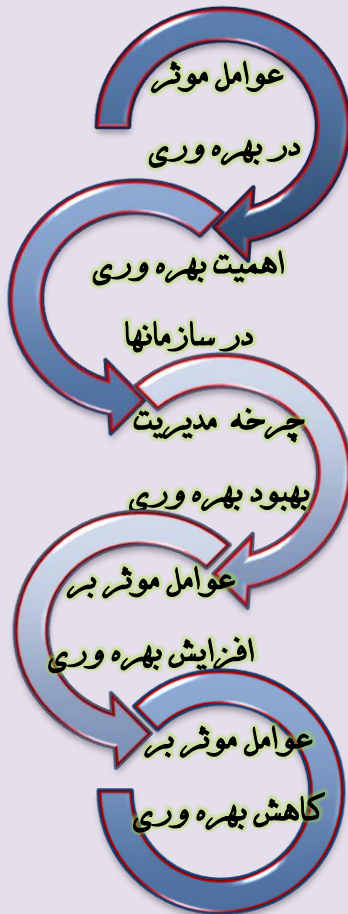 عوامل موثر
در بهره وری
اهمیت بهره وری
در سازمانها
چرخه مدیریت
بهبود بهره وری
عوامل موثر بر
افزایش بهره وری
عوامل موثر بر
کاهش بهره وری